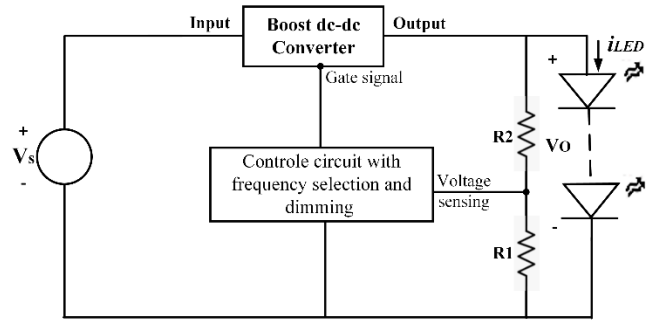 Input
Boost dc-dc
Converter
Output
Gate signal
iLED
+
R2
VO
+
Vs
-
Controle circuit with
frequency selection and
dimming
Voltage
sensing
-
R1